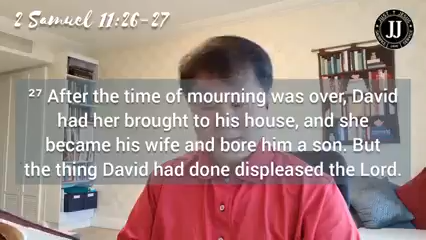 2 Samuel 11:26-27
JJ
27 After the time of mourning was over, David
had her brought to his house, and she
became his wife and bore him a son. But
the thing David had done displeased the Lord.